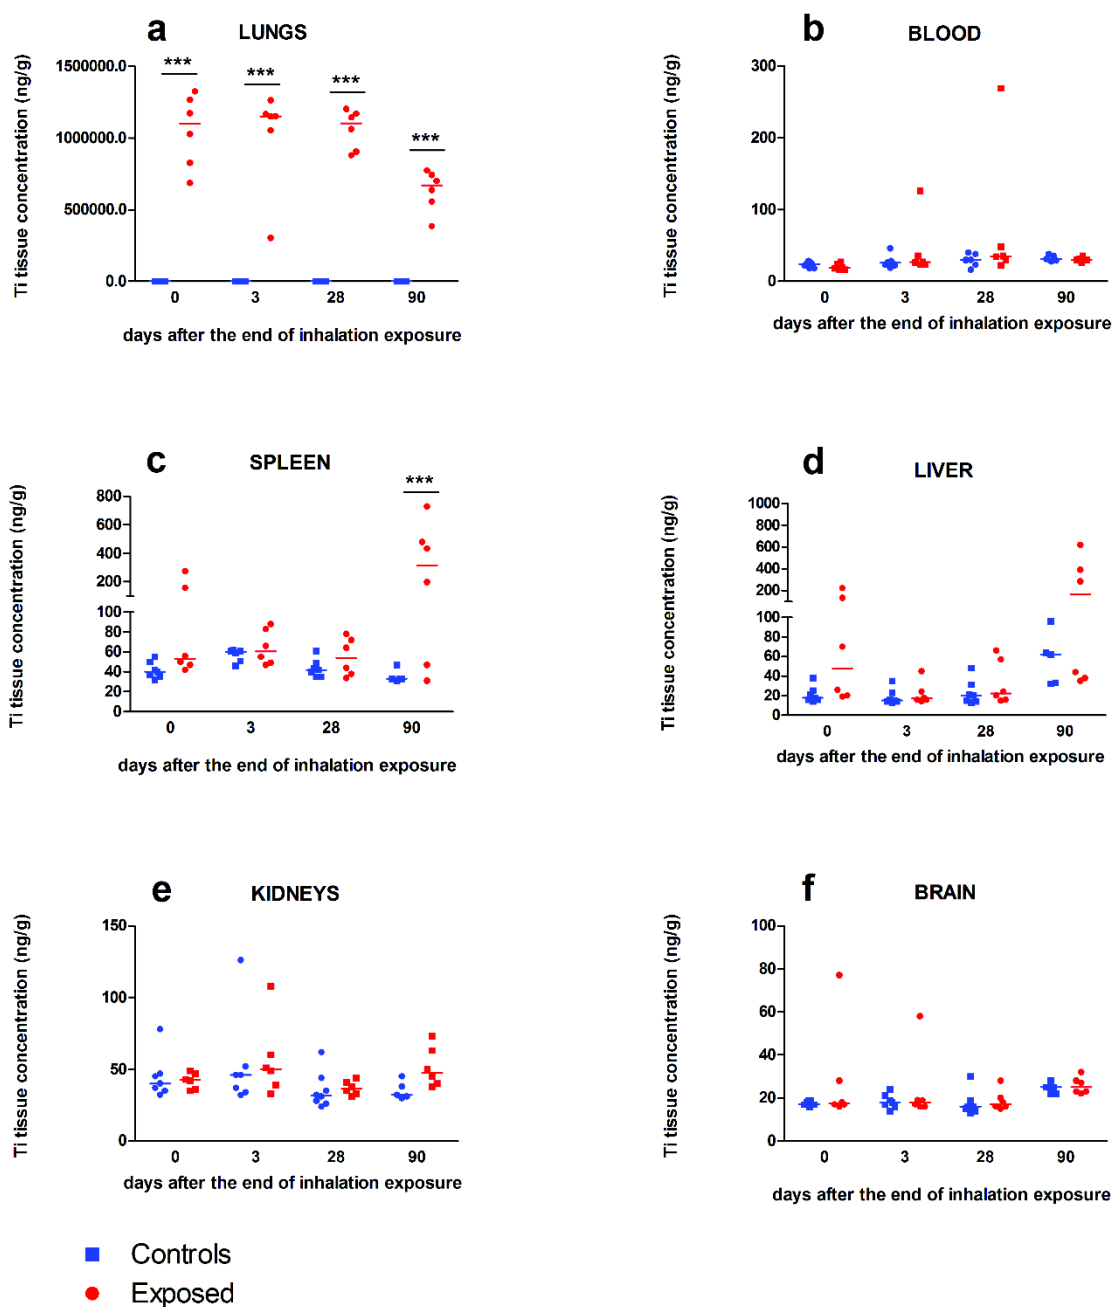 a LUNGS
Ti tissue concentration (ng/g)
1500000.0
1000000.0
500000.0
0.0
*** *** *** ***
0 3 28 90
days after the end of inhalation exposure
b BLOOD
Ti tissue concentration (ng/g)
300
200
100
0
0 3 28 90
days after the end of inhalation exposure
c SPLEEN
Ti tissue concentration (ng/g)
800
600
400
200
100
80
60
40
20
0
***
0 3 28 90
days after the end of inhalation exposure
d LIVER
Ti tissue concentration (ng/g)
1000
800
600
400
200
100
80
60
40
20
0
0 3 28 90
days after the end of inhalation exposure
e KIDNEYS
Ti tissue concentration (ng/g)
150
100
50
0
0 3 28 90
days after the end of inhalation exposure
f BRAIN
Ti tissue concentration (ng/g)
100
80
60
40
20
0
0 3 28 90
days after the end of inhalation exposure
Controls
Exposed